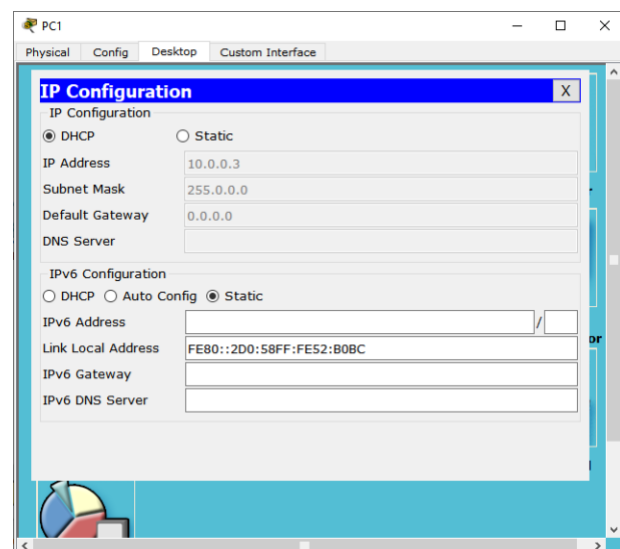 PC1
Physical Config Desktop Custom Interface
IP Configuration X
IP Configuration
DHCP Static
IP Address 10.0.0.3
Subnet Mask 255.0.0.0
Default Gateway 0.0.0.0
DNS Server
IPv6 Configuration
DHCP Auto Config Static
IPv6 Address /
Link Local Address FE80::2D0:58FF:FE52:B0BC
IPv6 Gateway
IPv6 DNS Server
or